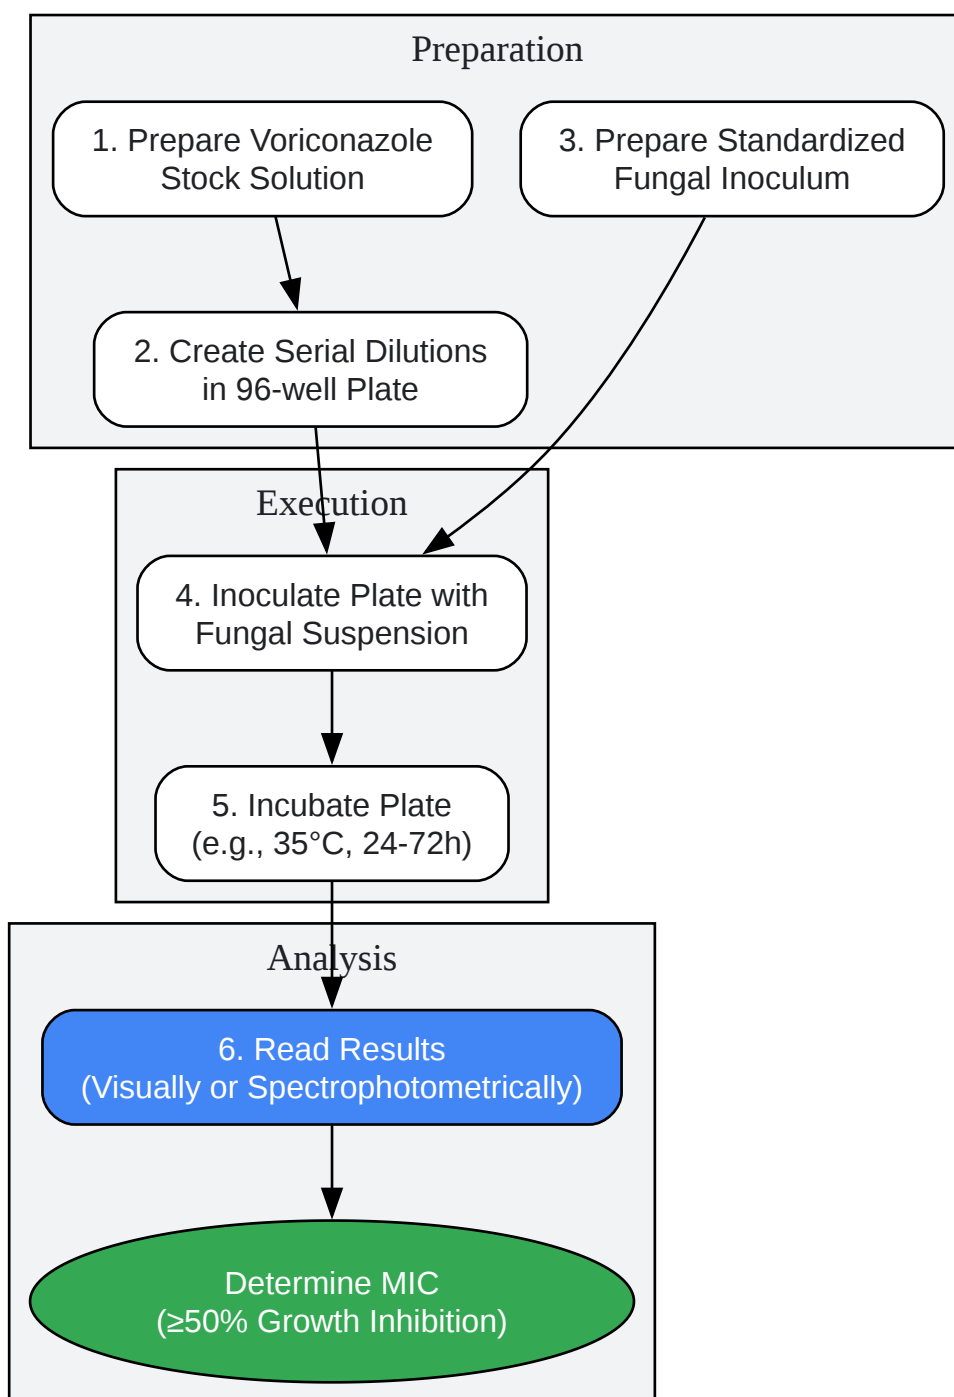 Preparation
1. Prepare Voriconazole
Stock Solution
3. Prepare Standardized
Fungal Inoculum
2. Create Serial Dilutions
in 96-well Plate
Execution
4. Inoculate Plate with
Fungal Suspension
5. Incubate Plate
(e.g., 35°C, 24-72h)
Analysis
6. Read Results
(Visually or Spectrophotometrically)
Determine MIC
(≥50% Growth Inhibition)